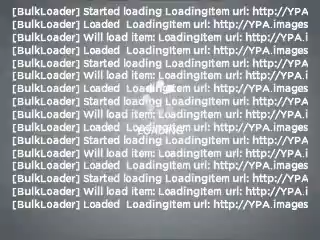 [BulkLoader] Started loading LoadingItem url: http://YPA
[BulkLoader] Loaded  LoadingItem url: http://YPA.images
[BulkLoader] Will load item: LoadingItem url: http://YPA.i
[BulkLoader] Loaded  LoadingItem url: http://YPA.images
[BulkLoader] Started loading LoadingItem url: http://YPA
[BulkLoader] Will load item: LoadingItem url: http://YPA.i
[BulkLoader] Loaded  LoadingItem url: http://YPA.images
[BulkLoader] Started loading LoadingItem url: http://YPA
[BulkLoader] Will load item: LoadingItem url: http://YPA.i
[BulkLoader] Loaded  LoadingItem url: http://YPA.images
LOADING
[BulkLoader] Started loading LoadingItem url: http://YPA
[BulkLoader] Will load item: LoadingItem url: http://YPA.i
[BulkLoader] Loaded  LoadingItem url: http://YPA.images
[BulkLoader] Started loading LoadingItem url: http://YPA
[BulkLoader] Will load item: LoadingItem url: http://YPA.i
[BulkLoader] Loaded  LoadingItem url: http://YPA.images